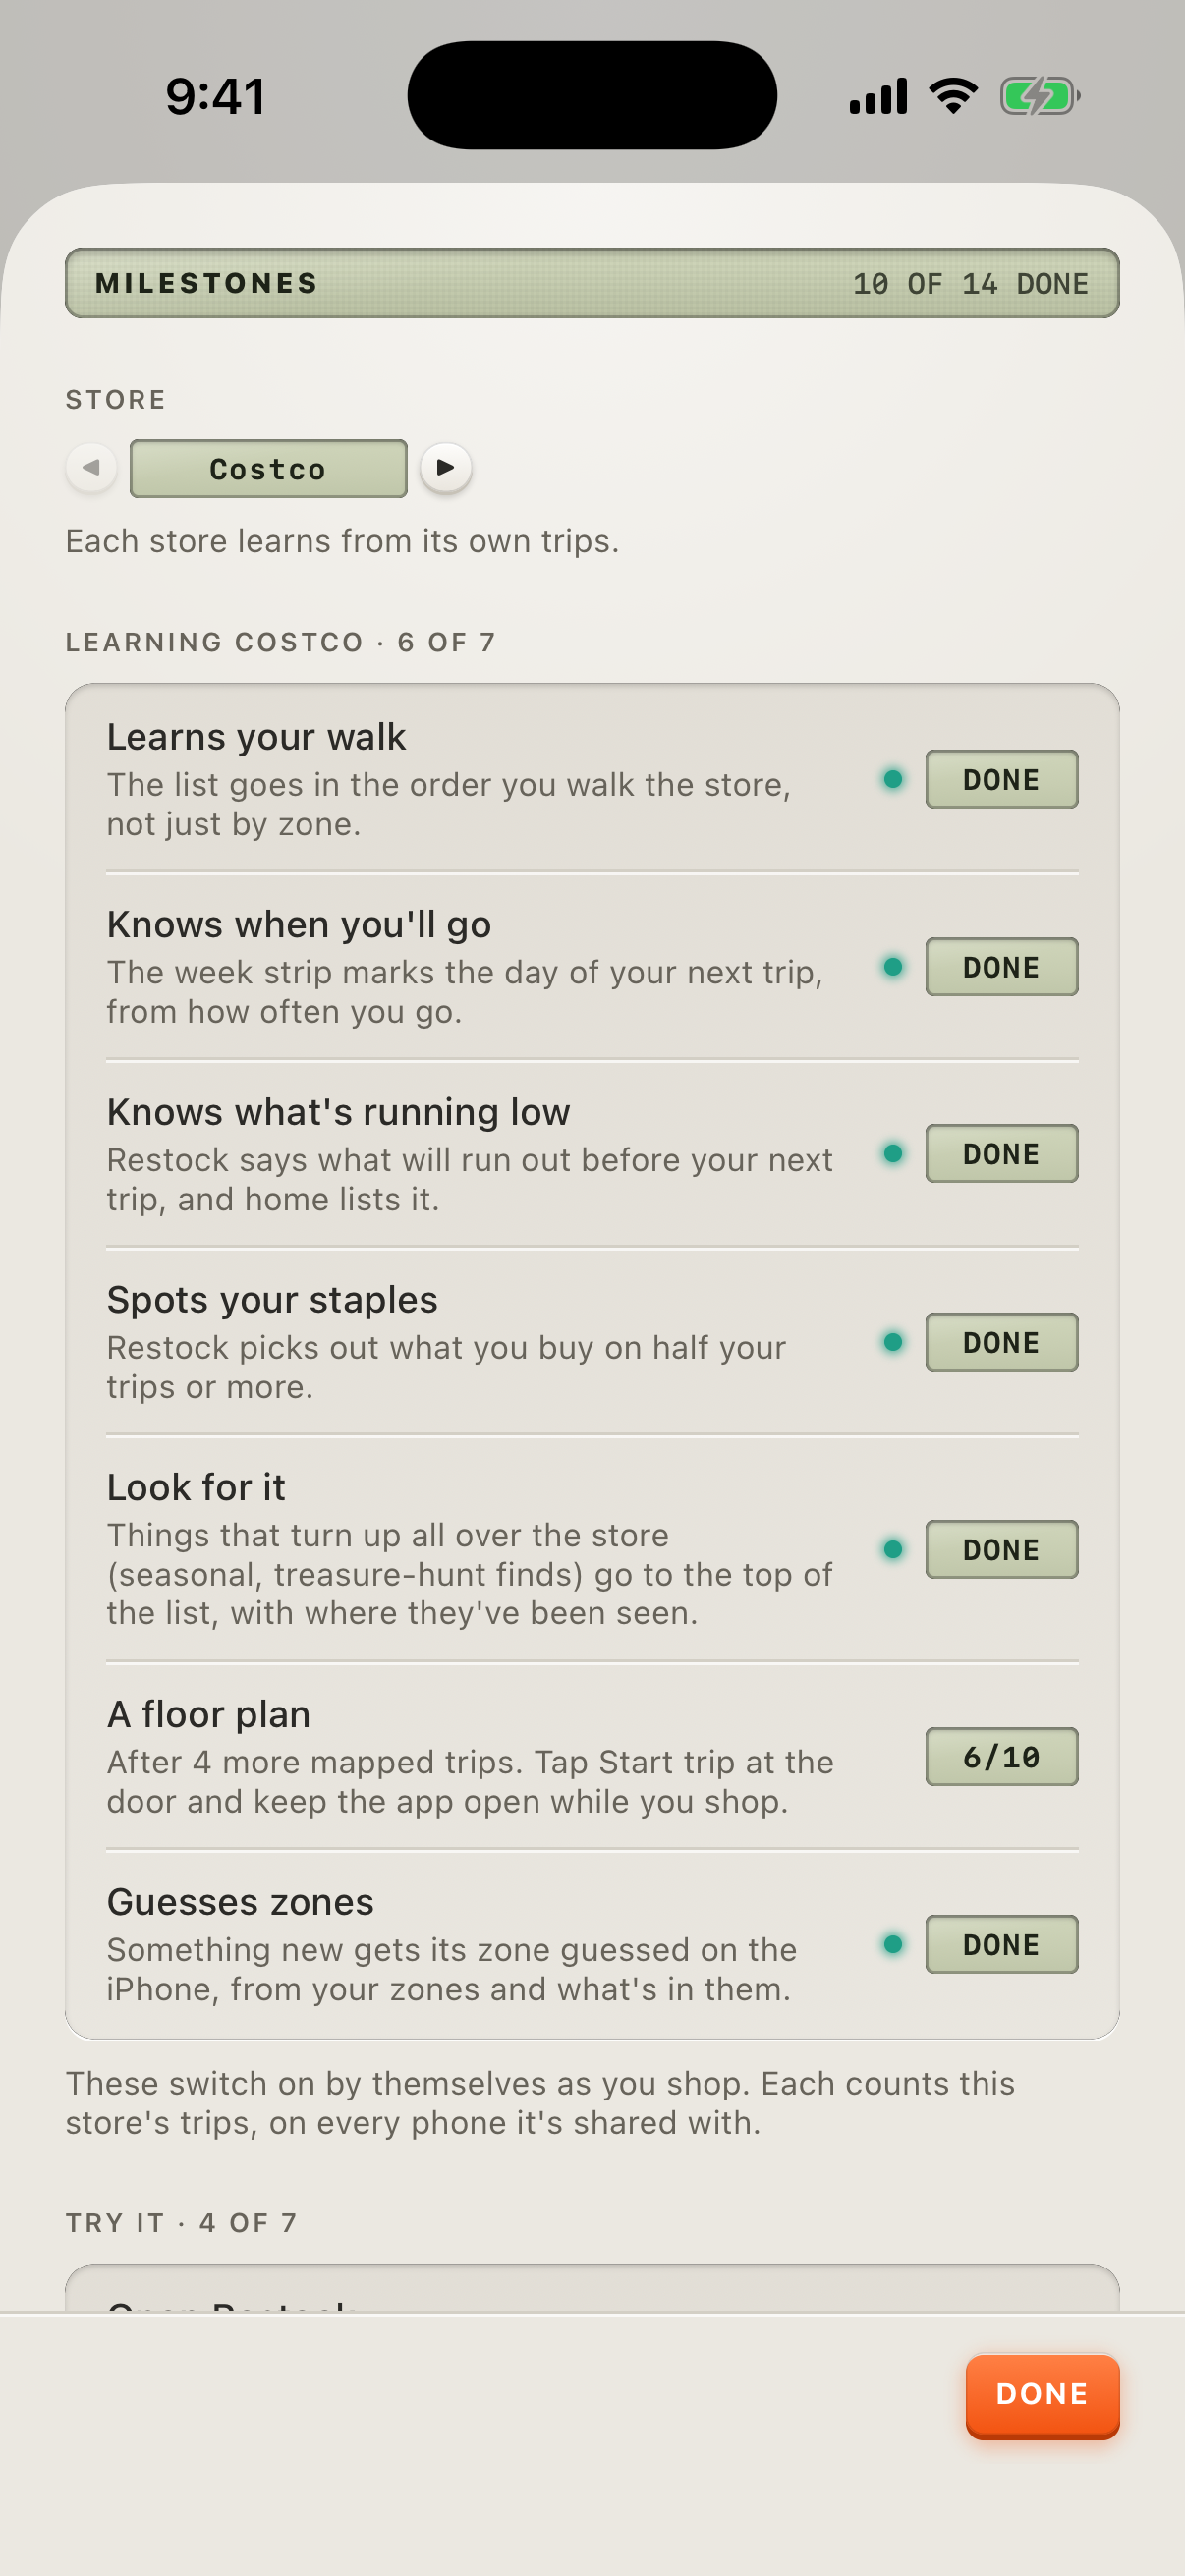 9:41
MILESTONES 10 OF 14 DONE
STORE
Costco
Each store learns from its own trips.
LEARNING COSTCO · 6 OF 7
Learns your walk
The list goes in the order you walk the store,
not just by zone.
DONE
Knows when you'll go
The week strip marks the day of your next trip,
from how often you go.
DONE
Knows what's running low
Restock says what will run out before your next
trip, and home lists it.
DONE
Spots your staples
Restock picks out what you buy on half your
trips or more.
DONE
Look for it
Things that turn up all over the store
(seasonal, treasure-hunt finds) go to the top of
the list, with where they've been seen.
DONE
A floor plan
After 4 more mapped trips. Tap Start trip at the
door and keep the app open while you shop.
6/10
Guesses zones
Something new gets its zone guessed on the
iPhone, from your zones and what's in them.
DONE
These switch on by themselves as you shop. Each counts this
store's trips, on every phone it's shared with.
TRY IT · 4 OF 7
DONE